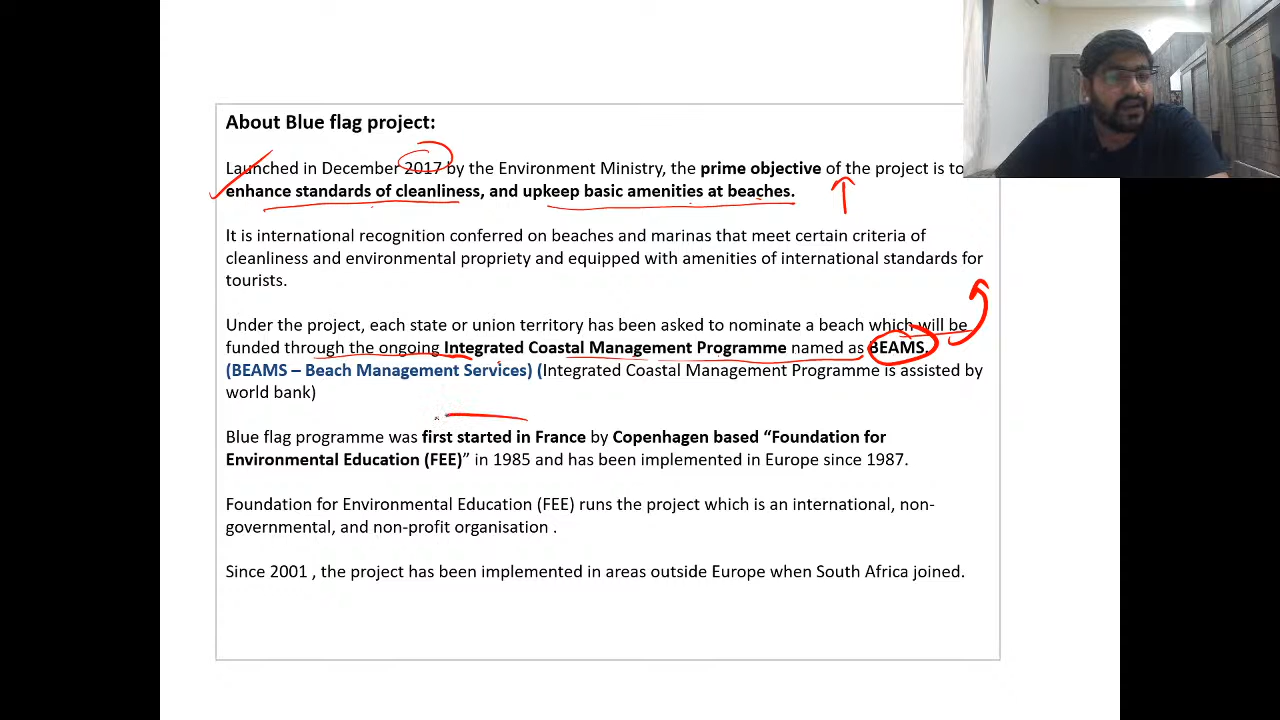 About Blue flag project:
Launched in December 2017 by the Environment Ministry, the prime objective of the project is to
enhance standards of cleanliness, and upkeep basic amenities at beaches.
It is international recognition conferred on beaches and marinas that meet certain criteria of
cleanliness and environmental propriety and equipped with amenities of international standards for
tourists.
Under the project, each state or union territory has been asked to nominate a beach which will be
funded through the ongoing Integrated Coastal Management Programme named as BEAMS.
(BEAMS – Beach Management Services) (Integrated Coastal Management Programme is assisted by
world bank)
Blue flag programme was first started in France by Copenhagen based “Foundation for
Environmental Education (FEE)” in 1985 and has been implemented in Europe since 1987.
Foundation for Environmental Education (FEE) runs the project which is an international, non-
governmental, and non-profit organisation .
Since 2001 , the project has been implemented in areas outside Europe when South Africa joined.